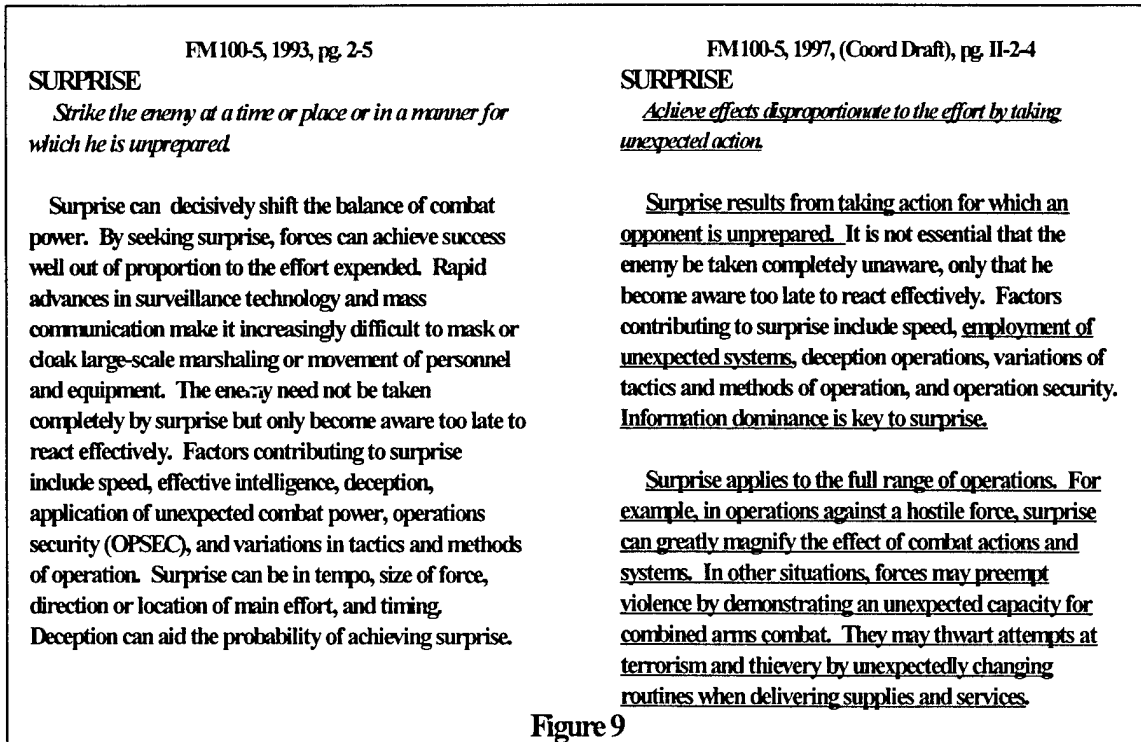 FM 100-5, 1993, pg. 2-5
SURPRISE
Strike the enemy at a time or place or in a manner for
which he is unprepared.
Surprise can decisively shift the balance of combat
power. By seeking surprise, forces can achieve success
well out of proportion to the effort expended. Rapid
advances in surveillance technology and mass
communication make it increasingly difficult to mask or
cloak large-scale marshaling or movement of personnel
and equipment. The enemy need not be taken
completely by surprise but only become aware too late to
react effectively. Factors contributing to surprise
include speed, effective intelligence, deception,
application of unexpected combat power, operations
security (OPSEC), and variations in tactics and methods
of operation. Surprise can be in tempo, size of force,
direction or location of main effort, and timing.
Deception can aid the probability of achieving surprise.
FM 100-5, 1997, (Coord Draft), pg. II-2-4
SURPRISE
Achieve effects disproportionate to the effort by taking
unexpected action.
Surprise results from taking action for which an
opponent is unprepared. It is not essential that the
enemy be taken completely unaware, only that he
become aware too late to react effectively. Factors
contributing to surprise include speed, employment of
unexpected systems, deception operations, variations of
tactics and methods of operation, and operation security.
Information dominance is key to surprise.
Surprise applies to the full range of operations. For
example, in operations against a hostile force, surprise
can greatly magnify the effect of combat actions and
systems. In other situations, forces may preempt
violence by demonstrating an unexpected capacity for
combined arms combat. They may thwart attempts at
terrorism and thievery by unexpectedly changing
routines when delivering supplies and services.
Figure 9